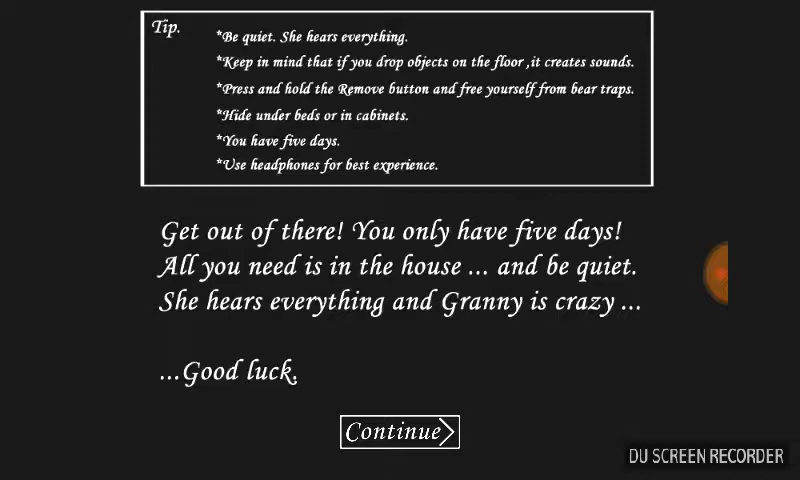 Tip.
*Be quiet. She hears everything.
*Keep in mind that if you drop objects on the floor ,it creates sounds.
*Press and hold the Remove button and free yourself from bear traps.
*Hide under beds or in cabinets.
*You have five days.
*Use headphones for best experience.
Get out of there! You only have five days!
All you need is in the house ... and be quiet.
She hears everything and Granny is crazy ...
...Good luck.
Continue
DU SCREEN RECORDER